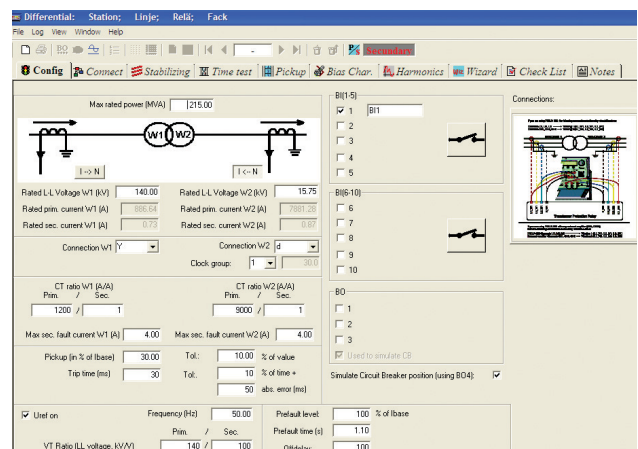 Differential: Station; Linje; Relä; Fack
File Log View Window Help
Secundary
Config Connect Stabilizing Time test Pickup Bias Char. Harmonics Wizard Check List Notes
Max rated power (MVA) 215.00
W1 W2
I -> N I <- N
Rated L-L Voltage W1 (kV) 140.00 Rated L-L Voltage W2 (kV) 15.75
Rated prim. current W1 (A) 886.64 Rated prim. current W2 (A) 7881.28
Rated sec. current W1 (A) 0.73 Rated sec. current W2 (A) 0.87
Connection W1 Y Connection W2 d
Clock group: 1 30.0
CT ratio W1 (A/A) CT ratio W2 (A/A)
Prim. / Sec. Prim. / Sec.
1200 / 1 9000 / 1
Max sec. fault current W1 (A) 4.00 Max sec. fault current W2 (A) 4.00
Pickup (in % of Ibase) 30.00 Tol.: 10.00 % of value
Trip time (ms) 30 Tol.: 10 % of time +
50 abs. error (ms)
Uref on Frequency (Hz) 50.00
Prim. / Sec.
VT Ratio (LL voltage, kV/V) 140 / 100
Prefault level: 100 % of Ibase
Prefault time (s) 1.10
Offdelay: 100
BI(1-5)
1 BI1
2
3
4
5
BI(6-10)
6
7
8
9
10
BO
1
2
3
Used to simulate CB
Simulate Circuit Breaker position (using BO4):
Connections:
Transformer Protection Relay